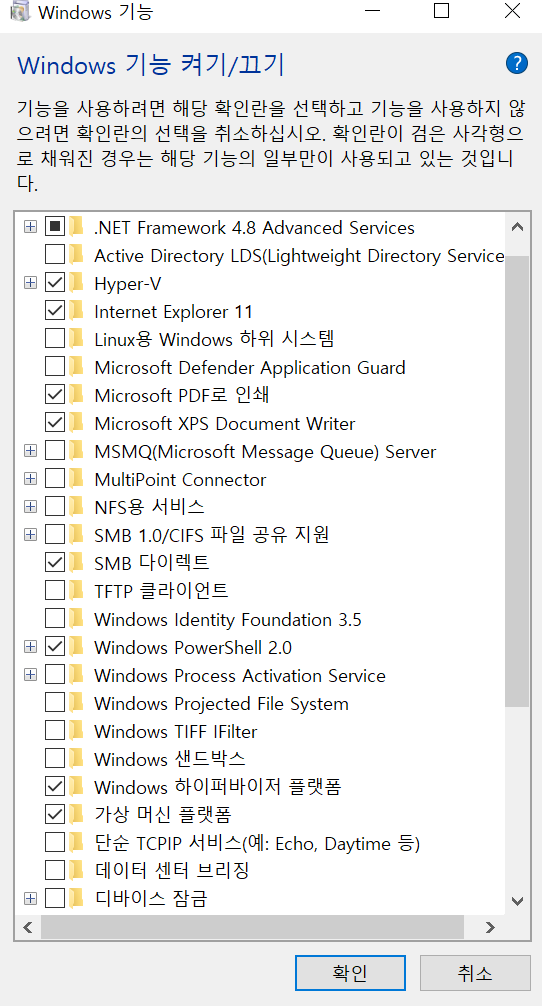 Windows 기능
Windows 기능 켜기/끄기
?
기능을 사용하려면 해당 확인란을 선택하고 기능을 사용하지 않
으려면 확인란의 선택을 취소하십시오. 확인란이 검은 사각형으
로 채워진 경우는 해당 기능의 일부만이 사용되고 있는 것입니
다.
.NET Framework 4.8 Advanced Services
Active Directory LDS(Lightweight Directory Service
Hyper-V
Internet Explorer 11
Linux용 Windows 하위 시스템
Microsoft Defender Application Guard
Microsoft PDF로 인쇄
Microsoft XPS Document Writer
MSMQ(Microsoft Message Queue) Server
MultiPoint Connector
NFS용 서비스
SMB 1.0/CIFS 파일 공유 지원
SMB 다이렉트
TFTP 클라이언트
Windows Identity Foundation 3.5
Windows PowerShell 2.0
Windows Process Activation Service
Windows Projected File System
Windows TIFF IFilter
Windows 샌드박스
Windows 하이퍼바이저 플랫폼
가상 머신 플랫폼
단순 TCPIP 서비스(예: Echo, Daytime 등)
데이터 센터 브리징
디바이스 잠금
확인
취소